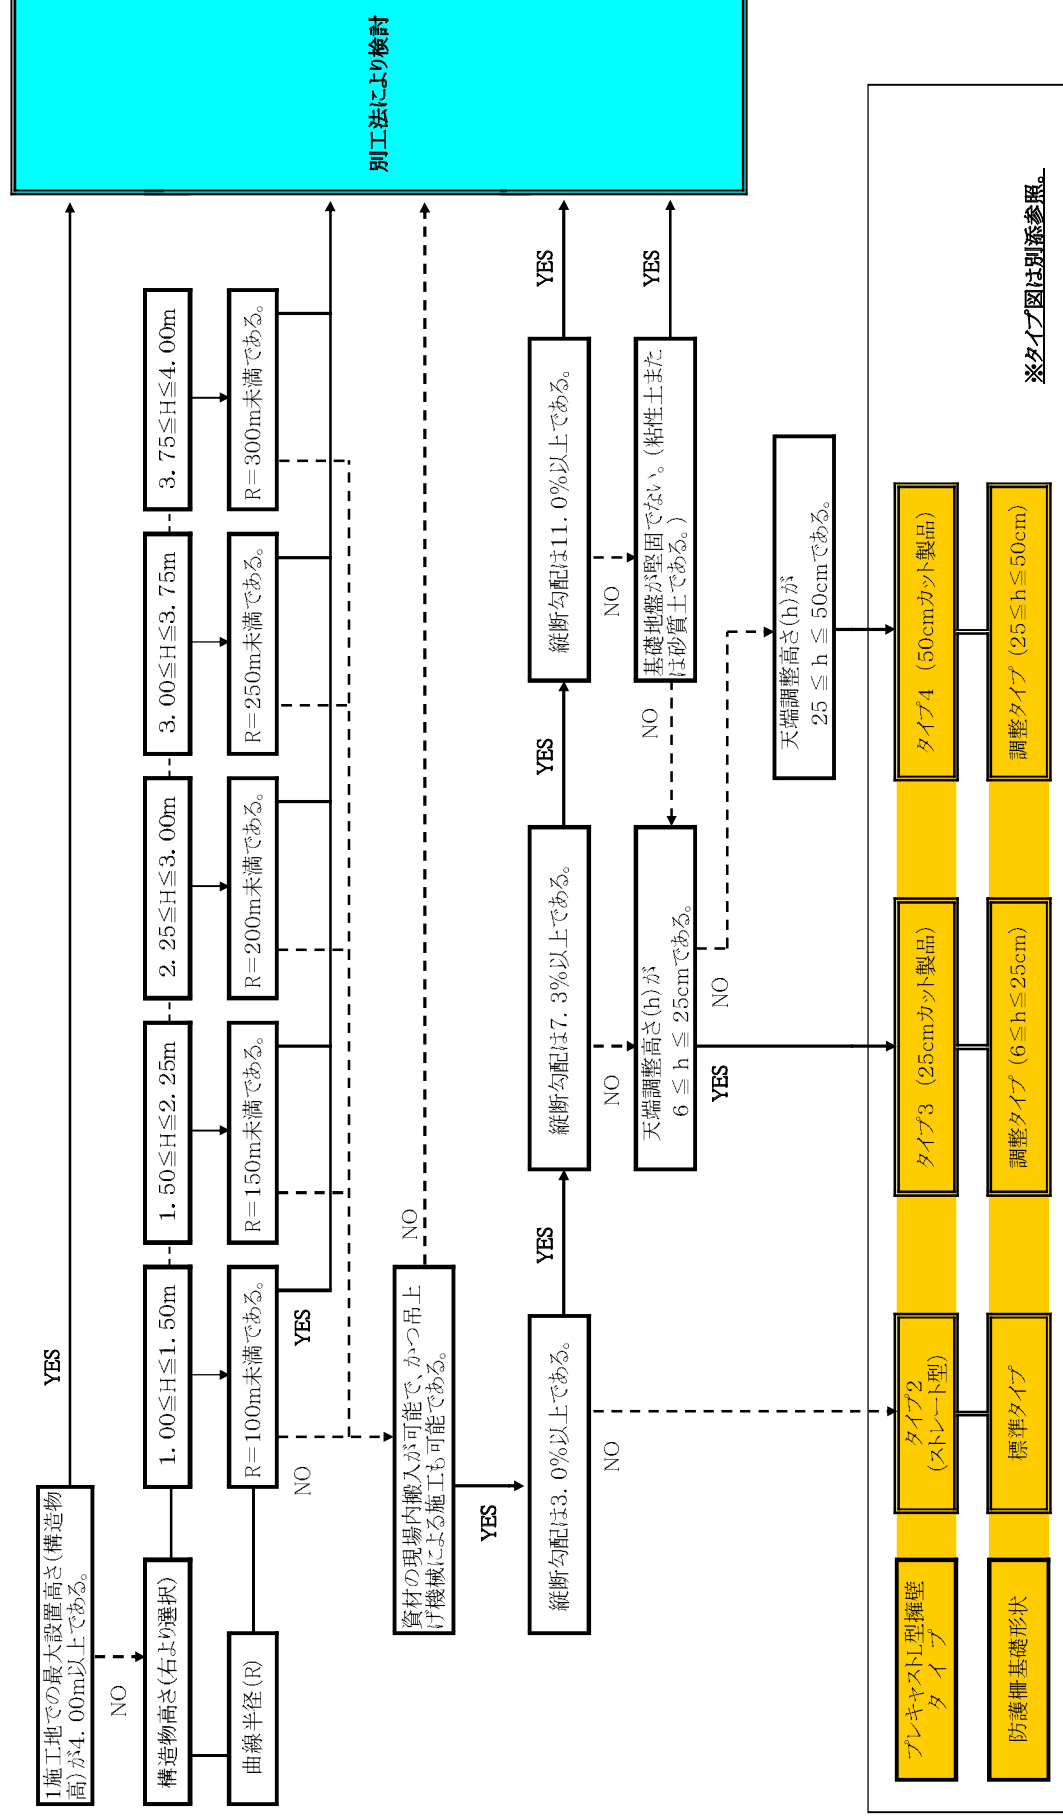 1施工地での最大設置高さ(構造物
高)が4.00m以上である。
YES
NO
別工法により検討
構造物高さ(右より選択)
1.00≦H≦1.50m
1.50≦H≦2.25m
2.25≦H≦3.00m
3.00≦H≦3.75m
3.75≦H≦4.00m
曲線半径(R)
R=100m未満である。
R=150m未満である。
R=200m未満である。
R=250m未満である。
R=300m未満である。
NO
YES
資材の現場内搬入が可能で、かつ吊上
げ機械による施工も可能である。
NO
YES
縦断勾配は3.0%以上である。
YES
縦断勾配は7.3%以上である。
YES
縦断勾配は11.0%以上である。
YES
NO
NO
NO
天端調整高さ(h)が
6 ≦ h ≦ 25cmである。
NO
基礎地盤が堅固でない。(粘性土また
は砂質土である。)
YES
YES
NO
天端調整高さ(h)が
25 ≦ h ≦ 50cmである。
プレキャストL型擁壁
タイプ
タイプ2
(ストレート型)
タイプ3 (25cmカット製品)
タイプ4 (50cmカット製品)
防護柵基礎形状
標準タイプ
調整タイプ (6≦h≦25cm)
調整タイプ (25≦h≦50cm)
※タイプ図は別添参照。